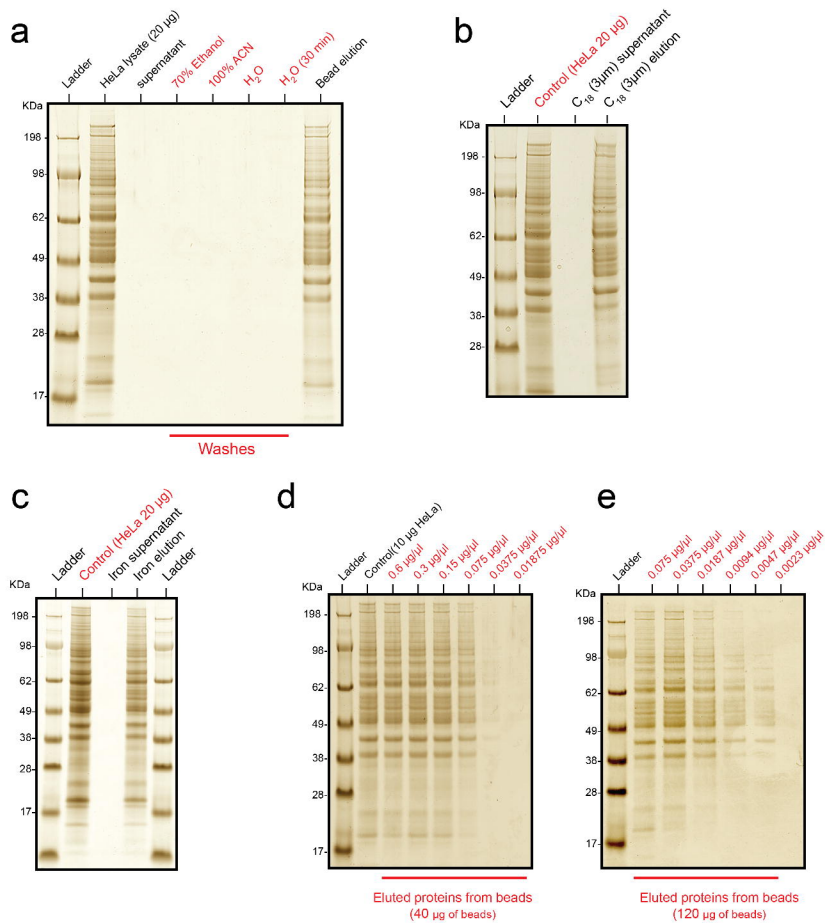 a
Ladder
HeLa lysate (20 µg)
supernatant
70% Ethanol
100% ACN
H₂O
H₂O (30 min)
Bead elution
KDa
198
98
62
49
38
28
17
Washes
b
Ladder
Control (HeLa 20 µg)
C₁₈ (3µm) supernatant
C₁₈ (3µm) elution
KDa
198
98
62
49
38
28
c
Ladder
Control (HeLa 20 µg)
Iron supernatant
Iron elution
Ladder
KDa
198
98
62
49
38
28
17
d
Ladder
Control(10 µg HeLa)
0.6 µg/µl
0.3 µg/µl
0.15 µg/µl
0.075 µg/µl
0.0375 µg/µl
0.01875 µg/µl
KDa
198
98
62
49
38
28
17
Eluted proteins from beads
(40 µg of beads)
e
Ladder
0.075 µg/µl
0.0375 µg/µl
0.0187 µg/µl
0.0094 µg/µl
0.0047 µg/µl
0.0023 µg/µl
KDa
198
98
62
49
38
28
17
Eluted proteins from beads
(120 µg of beads)